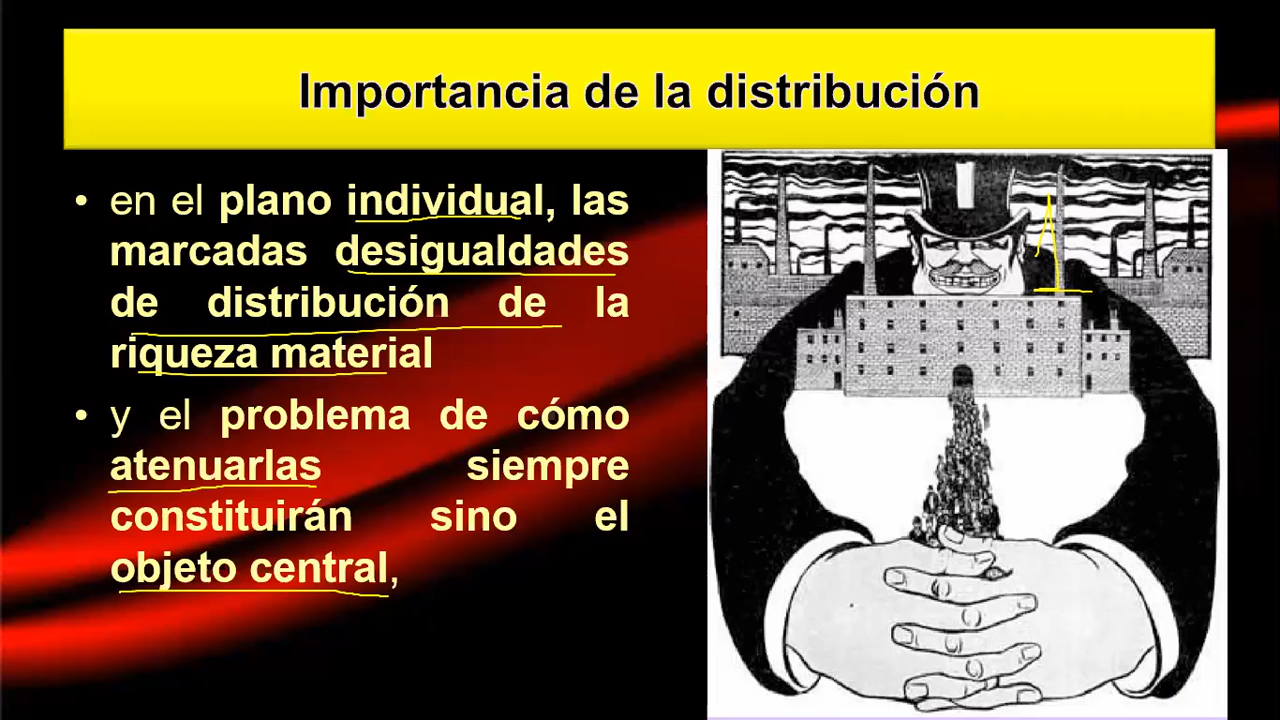 Importancia de la distribución
• en el plano individual, las
marcadas desigualdades
de distribución de la
riqueza material
• y el problema de cómo
atenuarlas siempre
constituirán sino el
objeto central,
1